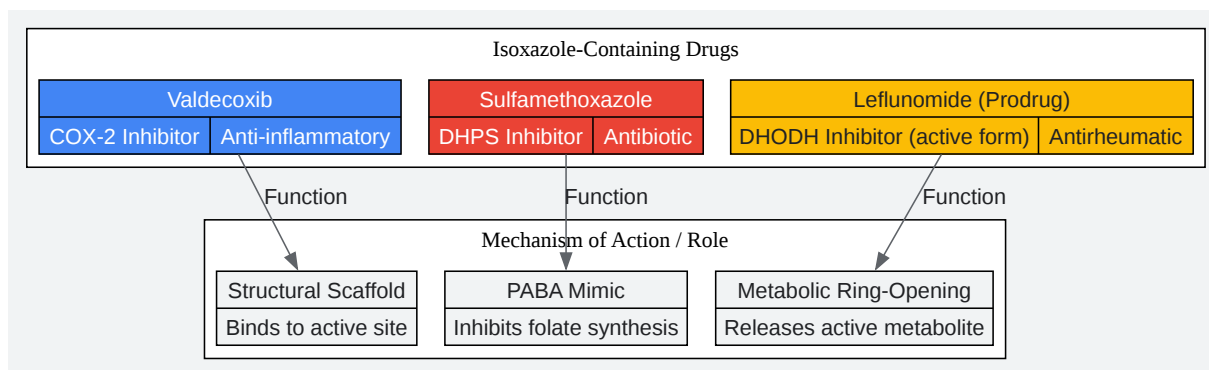 Isoxazole-Containing Drugs
Valdecoxib
COX-2 Inhibitor
Anti-inflammatory
Sulfamethoxazole
DHPS Inhibitor
Antibiotic
Leflunomide (Prodrug)
DHODH Inhibitor (active form)
Antirheumatic
Function
Function
Function
Mechanism of Action / Role
Structural Scaffold
Binds to active site
PABA Mimic
Inhibits folate synthesis
Metabolic Ring-Opening
Releases active metabolite